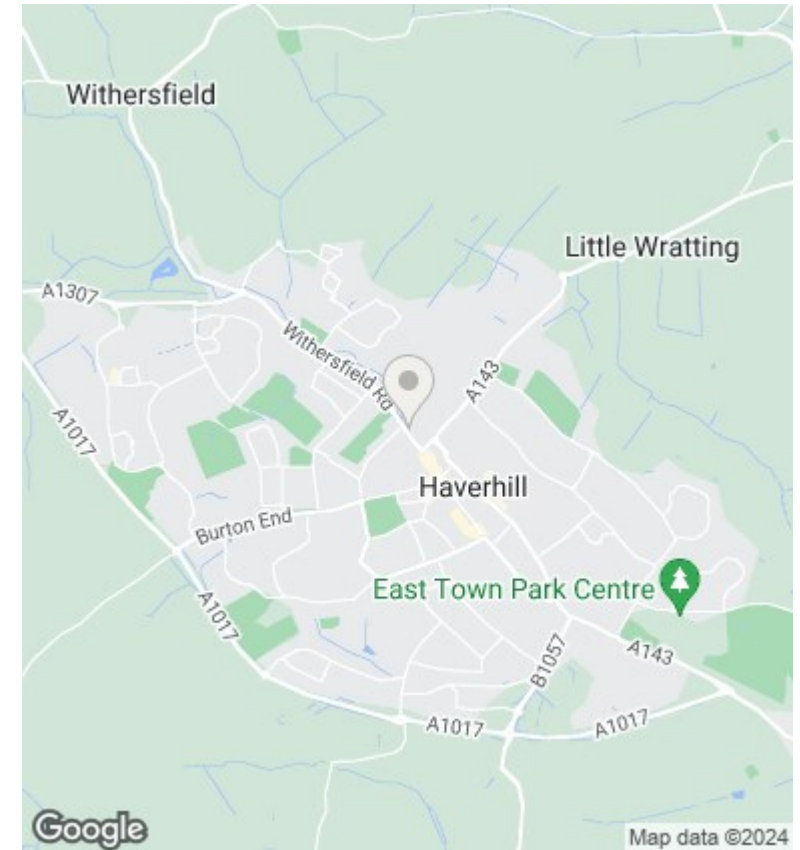 Withersfield
Little Wratting
A1307
Withersfield Rd
A143
A1017
Haverhill
Burton End
East Town Park Centre
A1017
B1057
A143
A1017
A1017
Google
Map data ©2024